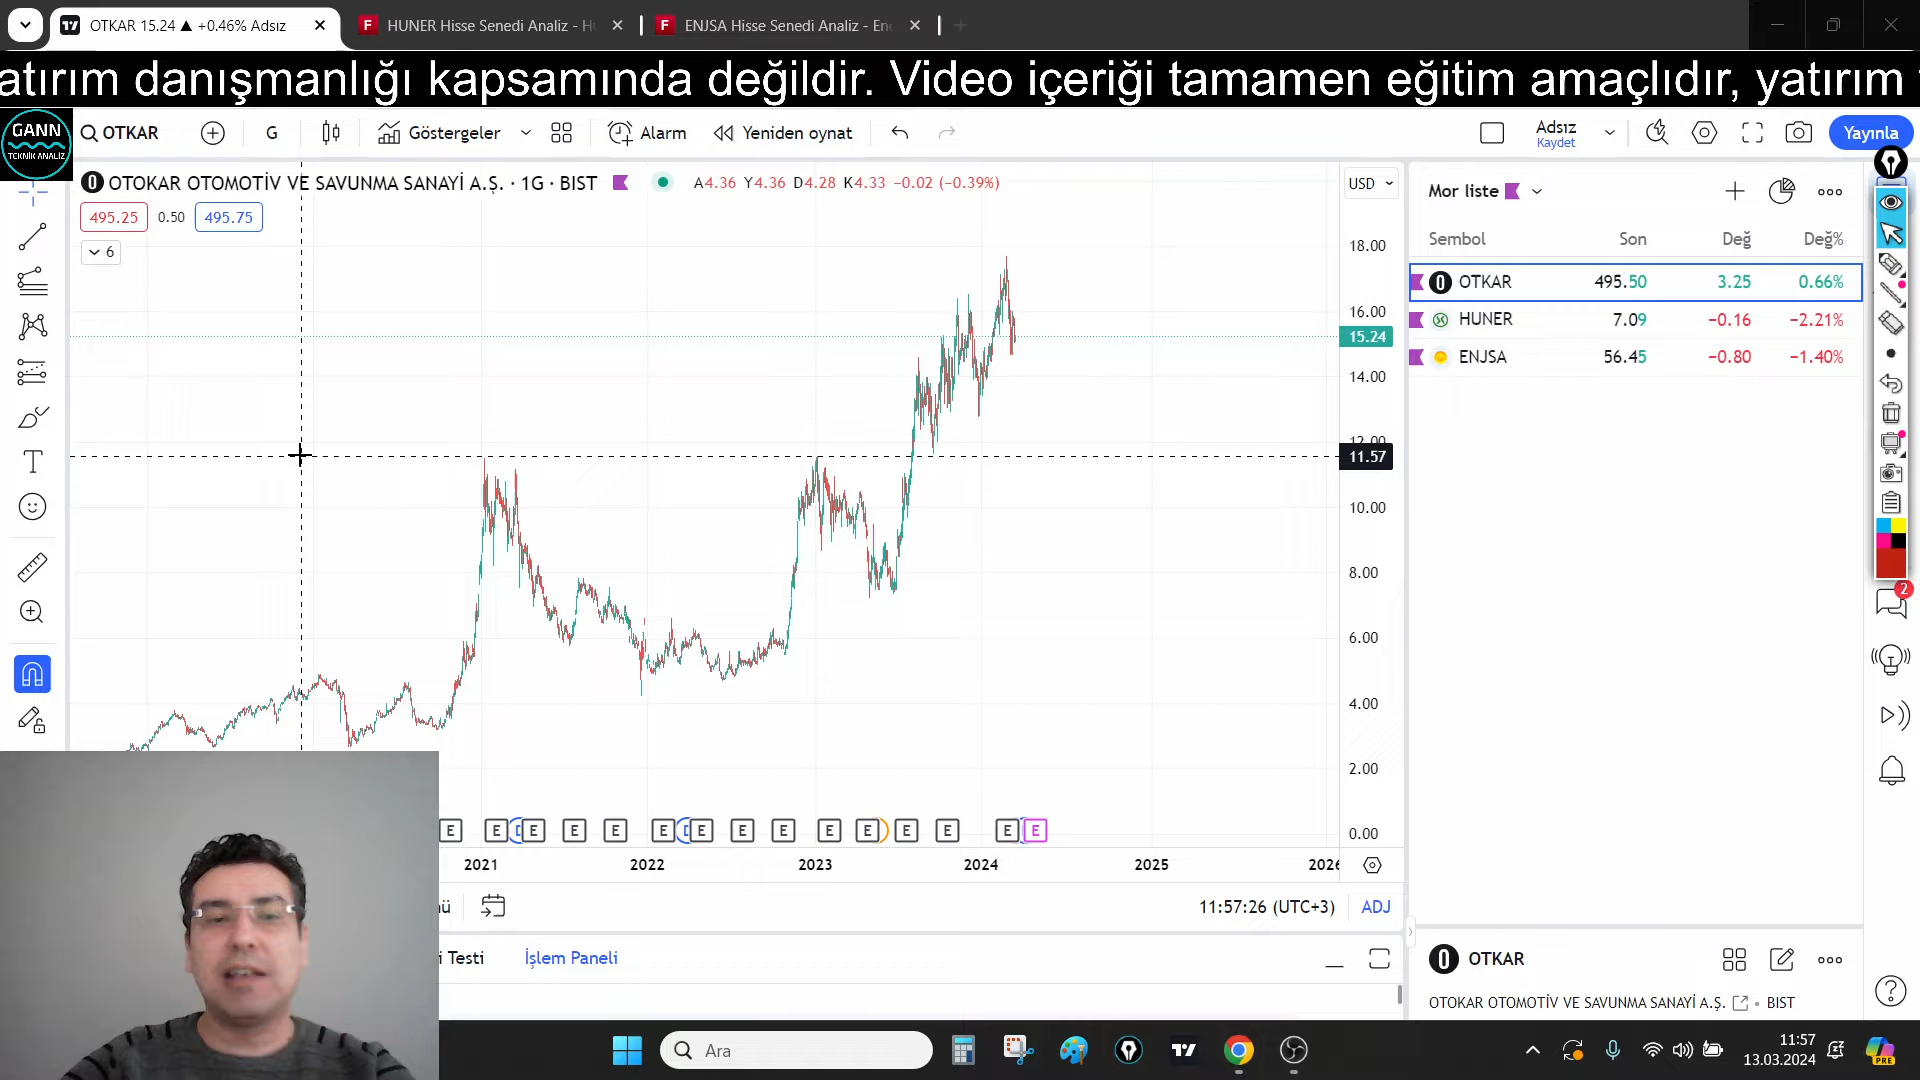 OTKAR 15.24 ▲ +0.46% Adsız
HUNER Hisse Senedi Analiz - H
ENJSA Hisse Senedi Analiz - En
atırım danışmanlığı kapsamında değildir. Video içeriği tamamen eğitim amaçlıdır, yatırım
GANN
TEKNİK ANALİZ
OTKAR
G
Göstergeler
Alarm
Yeniden oynat
Adsız
Kaydet
Yayınla
OTOKAR OTOMOTİV VE SAVUNMA SANAYİ A.Ş. · 1G · BIST
A4.36 Y4.36 D4.28 K4.33 −0.02 (−0.39%)
USD
495.25 0.50 495.75
6
18.00
16.00
15.24
14.00
12.00
11.57
10.00
8.00
6.00
4.00
2.00
0.00
Mor liste
Sembol Son Değ Değ%
OTKAR 495.50 3.25 0.66%
HUNER 7.09 −0.16 −2.21%
ENJSA 56.45 −0.80 −1.40%
2
E E E E E E E E E E E E E E E
2021 2022 2023 2024 2025 2026
11:57:26 (UTC+3)
ADJ
i Testi
İşlem Paneli
OTKAR
OTOKAR OTOMOTİV VE SAVUNMA SANAYİ A.Ş. • BIST
Ara
11:57
13.03.2024
PRE